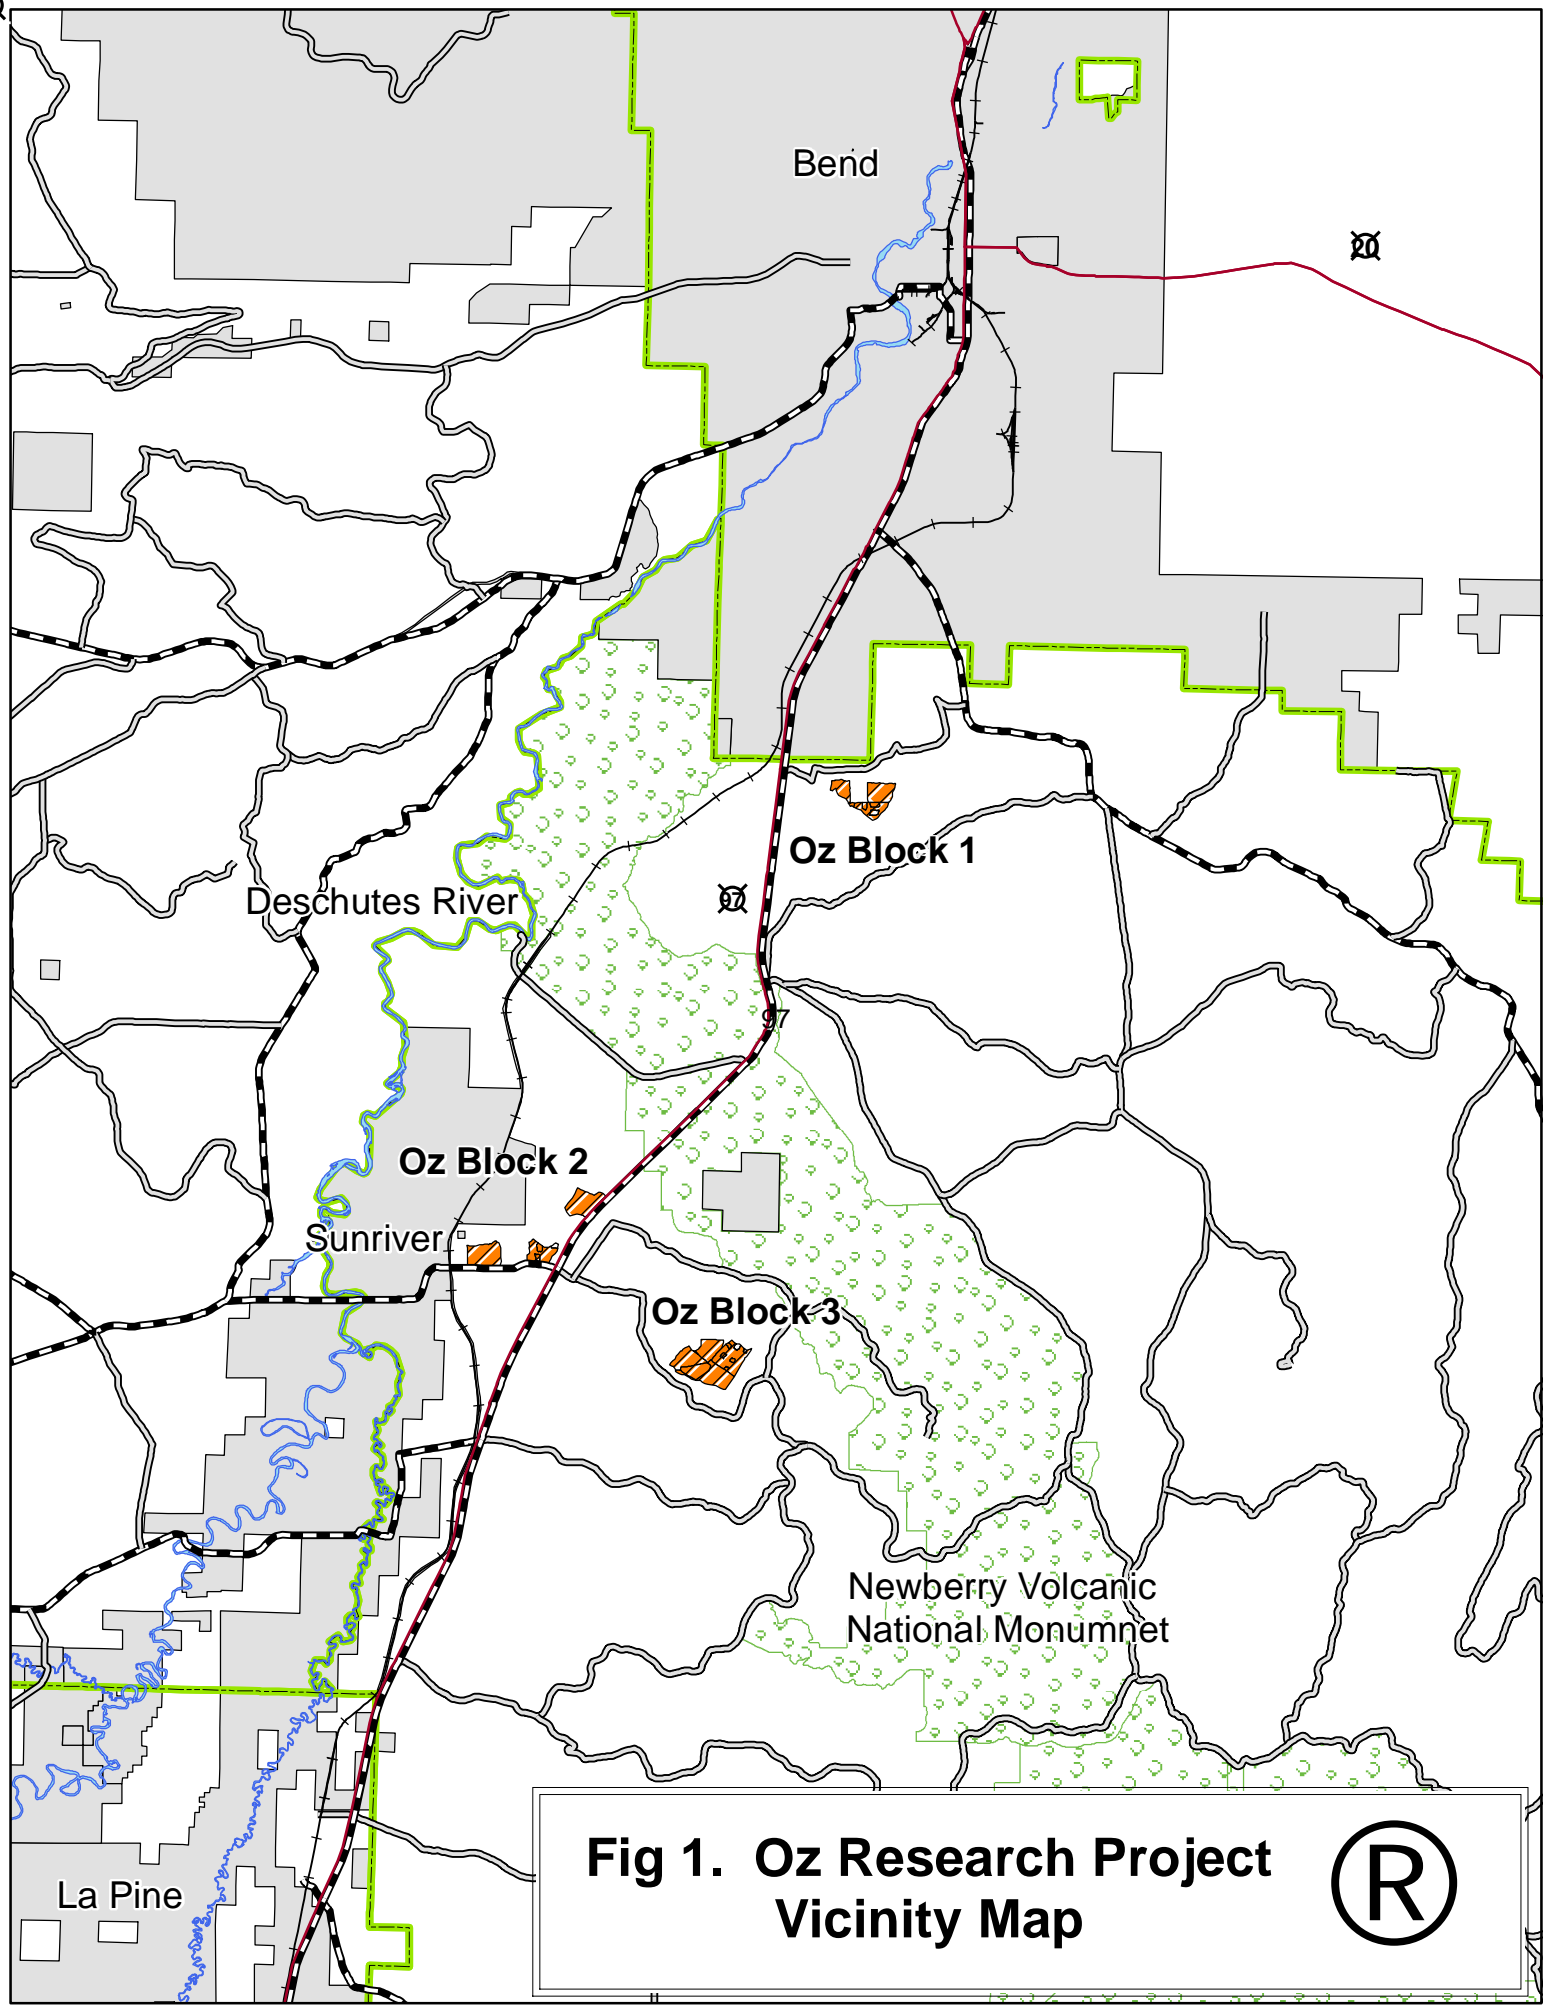 Bend
20
Oz Block 1
Deschutes River
97
97
Oz Block 2
Sunriver
Oz Block 3
Newberry Volcanic
National Monumnet
La Pine
Fig 1. Oz Research Project
Vicinity Map
®